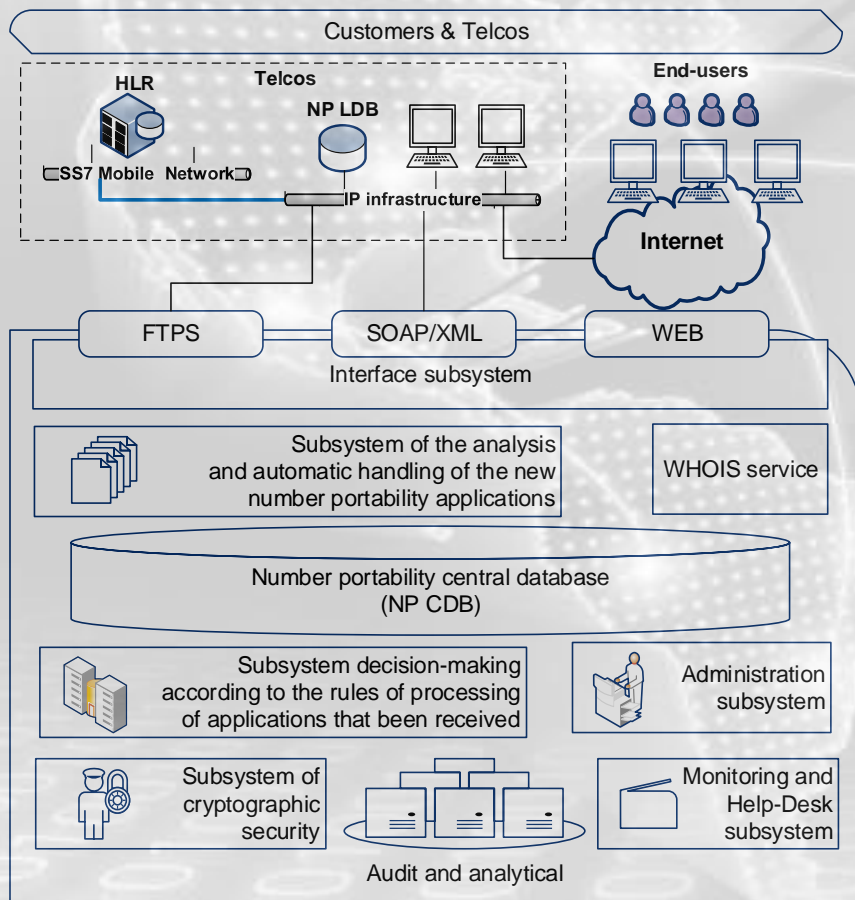 Customers & Telcos
Telcos
HLR
NP LDB
SS7 Mobile Network
IP infrastructure
End-users
Internet
FTPS
SOAP/XML
WEB
Interface subsystem
Subsystem of the analysis
and automatic handling of the new
number portability applications
WHOIS service
Number portability central database
(NP CDB)
Subsystem decision-making
according to the rules of processing
of applications that been received
Administration
subsystem
Subsystem of
cryptographic
security
Audit and analytical
Monitoring and
Help-Desk
subsystem